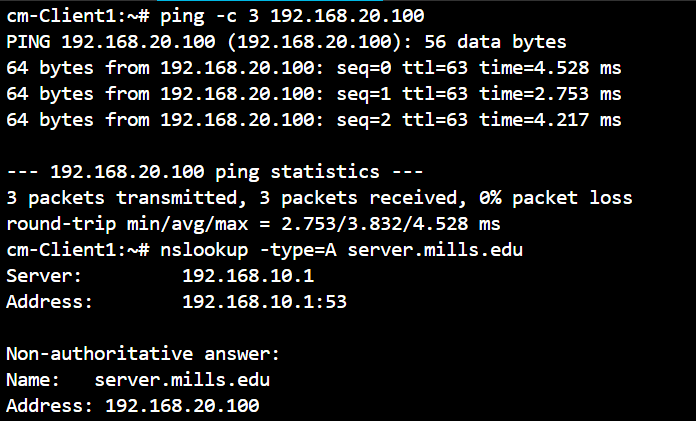 cm-Client1:~# ping -c 3 192.168.20.100
PING 192.168.20.100 (192.168.20.100): 56 data bytes
64 bytes from 192.168.20.100: seq=0 ttl=63 time=4.528 ms
64 bytes from 192.168.20.100: seq=1 ttl=63 time=2.753 ms
64 bytes from 192.168.20.100: seq=2 ttl=63 time=4.217 ms

--- 192.168.20.100 ping statistics ---
3 packets transmitted, 3 packets received, 0% packet loss
round-trip min/avg/max = 2.753/3.832/4.528 ms
cm-Client1:~# nslookup -type=A server.mills.edu
Server:         192.168.10.1
Address:        192.168.10.1:53

Non-authoritative answer:
Name:   server.mills.edu
Address: 192.168.20.100